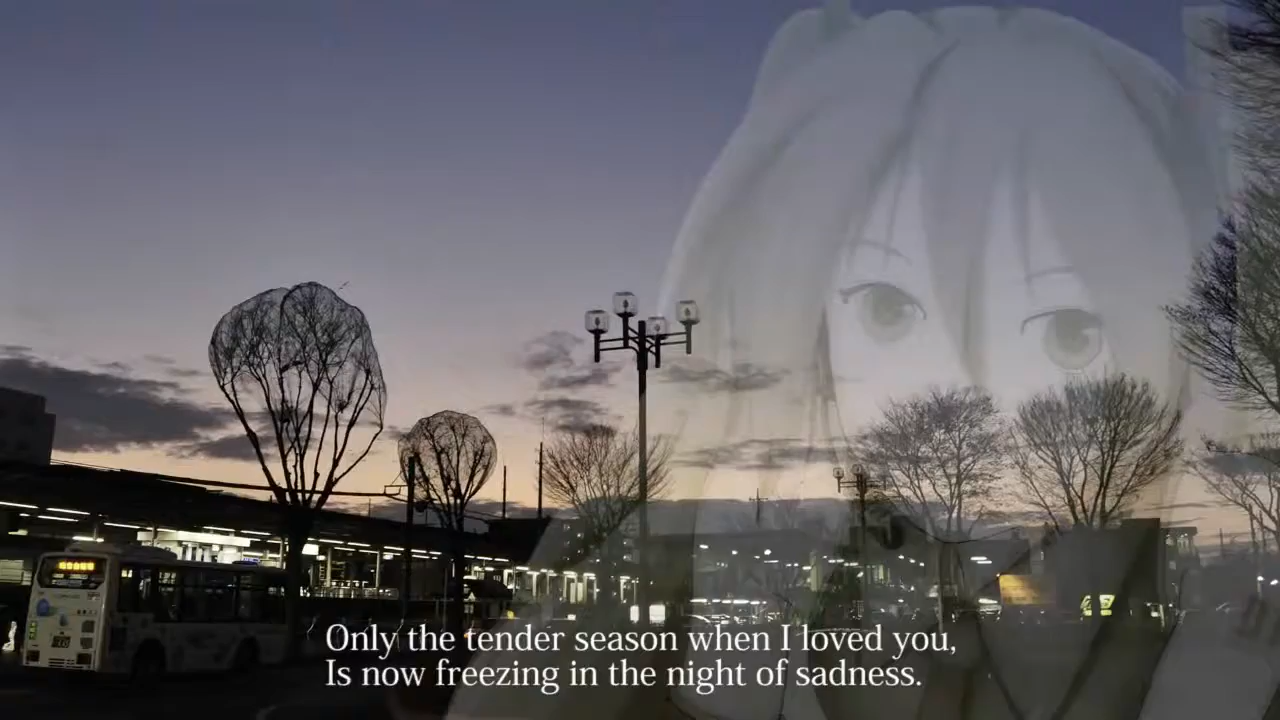 Only the tender season when I loved you,
Is now freezing in the night of sadness.